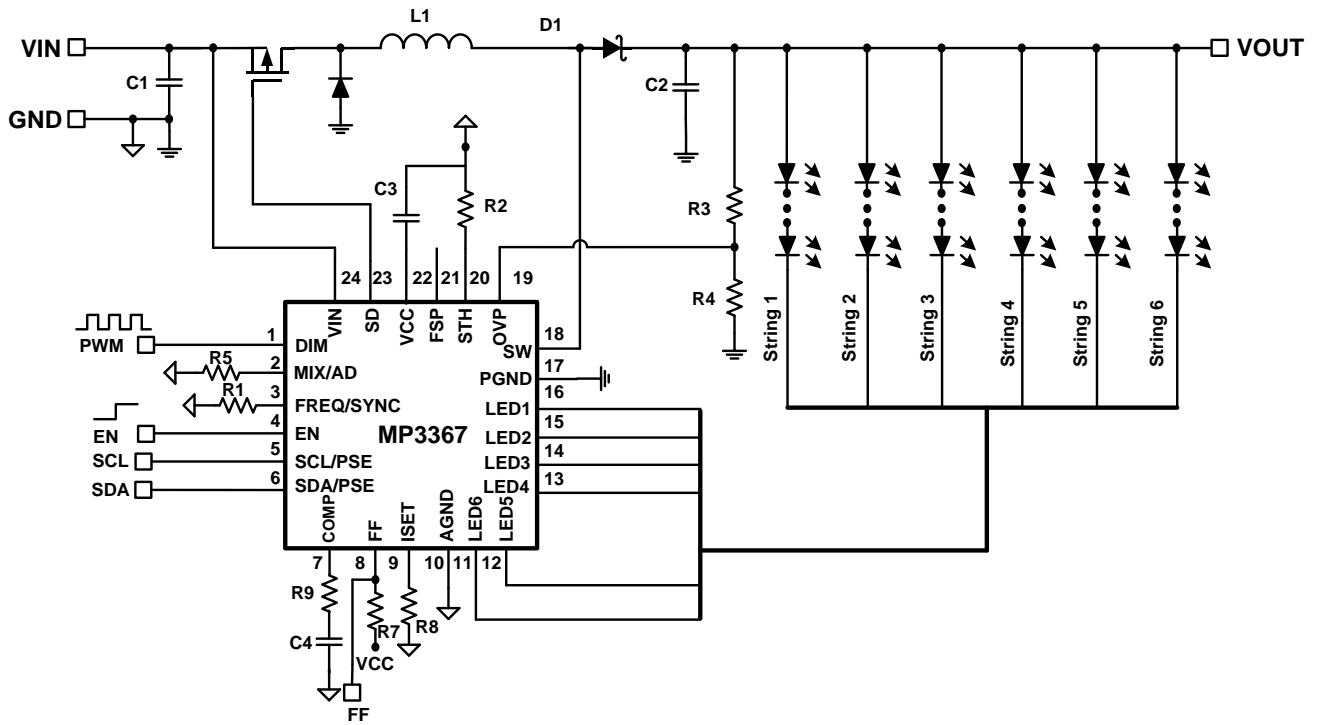 L1
D1
VIN
VOUT
C1
C2
GND
C3
R2
R3
R4
24 23 22 21 20 19
VIN SD VCC FSP STH OVP
String 1 String 2 String 3 String 4 String 5 String 6
PWM
1 DIM
R5
2 MIX/AD
R1
3 FREQ/SYNC
EN
4 EN
SCL
5 SCL/PSE
SDA
6 SDA/PSE
MP3367
SW 18
PGND 17
LED1 16
LED2 15
LED3 14
LED4 13
COMP FF ISET AGND LED6 LED5
7 8 9 10 11 12
R9
R7 R8
C4
VCC
FF